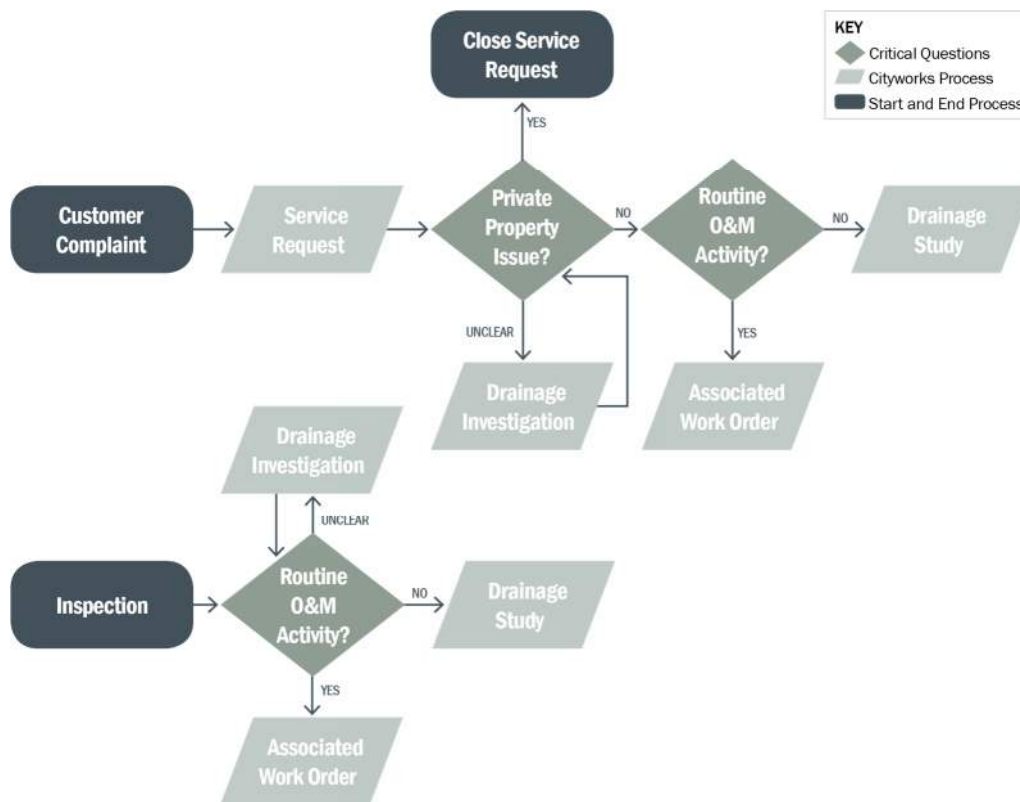 Close Service
Request
KEY
Critical Questions
Cityworks Process
Start and End Process
YES
Customer
Complaint
Service
Request
Private
Property
Issue?
NO
Routine
O&M
Activity?
NO
Drainage
Study
UNCLEAR
YES
Drainage
Investigation
Associated
Work Order
Drainage
Investigation
UNCLEAR
Inspection
Routine
O&M
Activity?
NO
Drainage
Study
YES
Associated
Work Order